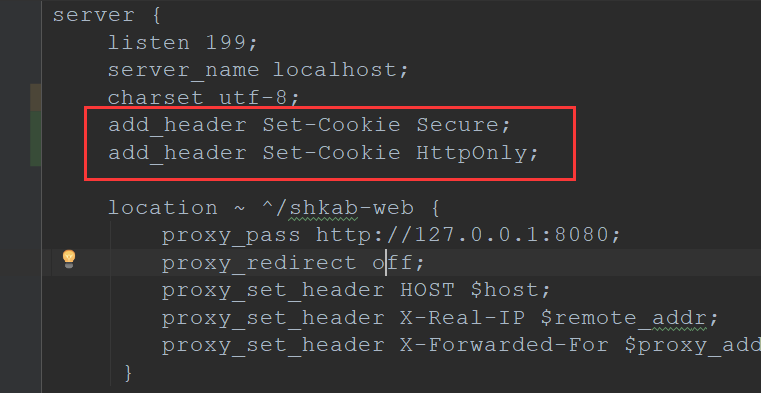 server {
listen 199;
server_name localhost;
charset utf-8;
add_header Set-Cookie Secure;
add_header Set-Cookie HttpOnly;
location ~ ^/shkab-web {
proxy_pass http://127.0.0.1:8080;
proxy_redirect off;
proxy_set_header HOST $host;
proxy_set_header X-Real-IP $remote_addr;
proxy_set_header X-Forwarded-For $proxy_add
}